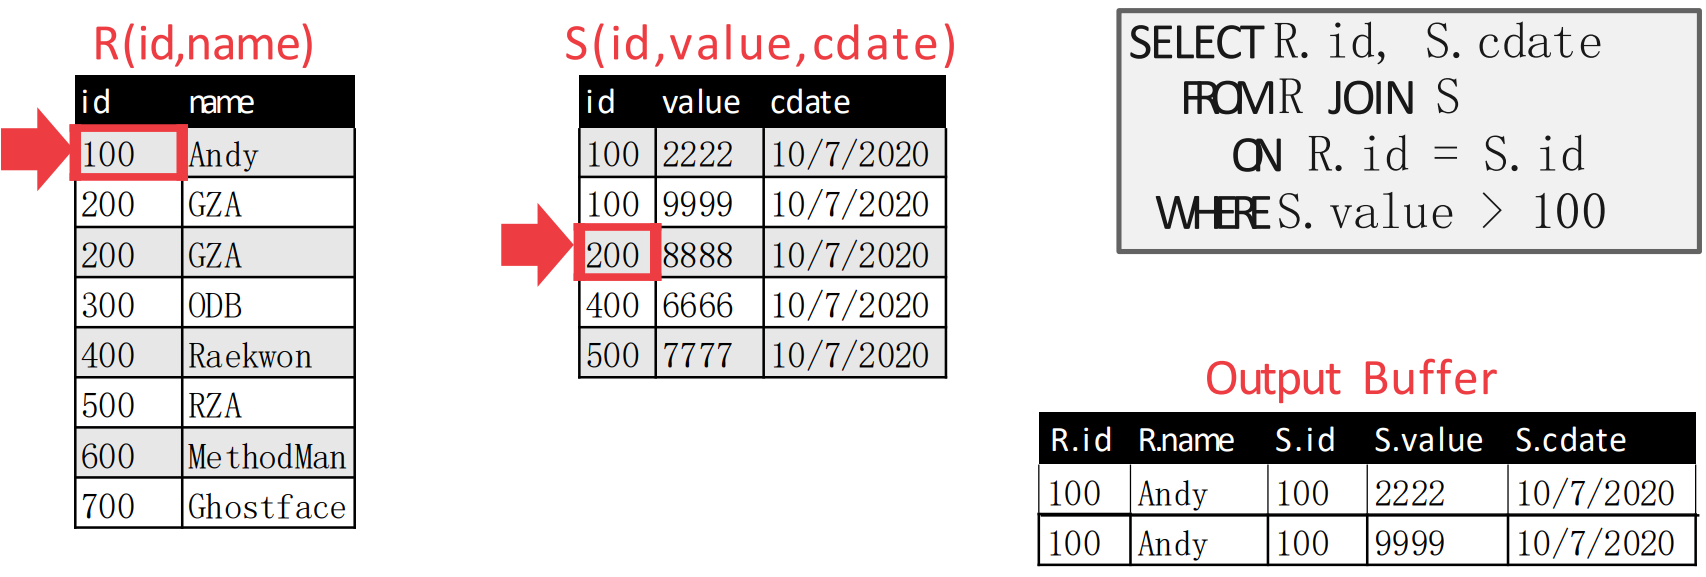 R(id,name)
id name
100 Andy
200 GZA
200 GZA
300 ODB
400 Raekwon
500 RZA
600 MethodMan
700 Ghostface
S(id,value,cdate)
id value cdate
100 2222 10/7/2020
100 9999 10/7/2020
200 8888 10/7/2020
400 6666 10/7/2020
500 7777 10/7/2020
SELECT R.id, S.cdate
FROM R JOIN S
ON R.id = S.id
WHERE S.value > 100
Output Buffer
R.id R.name S.id S.value S.cdate
100 Andy 100 2222 10/7/2020
100 Andy 100 9999 10/7/2020